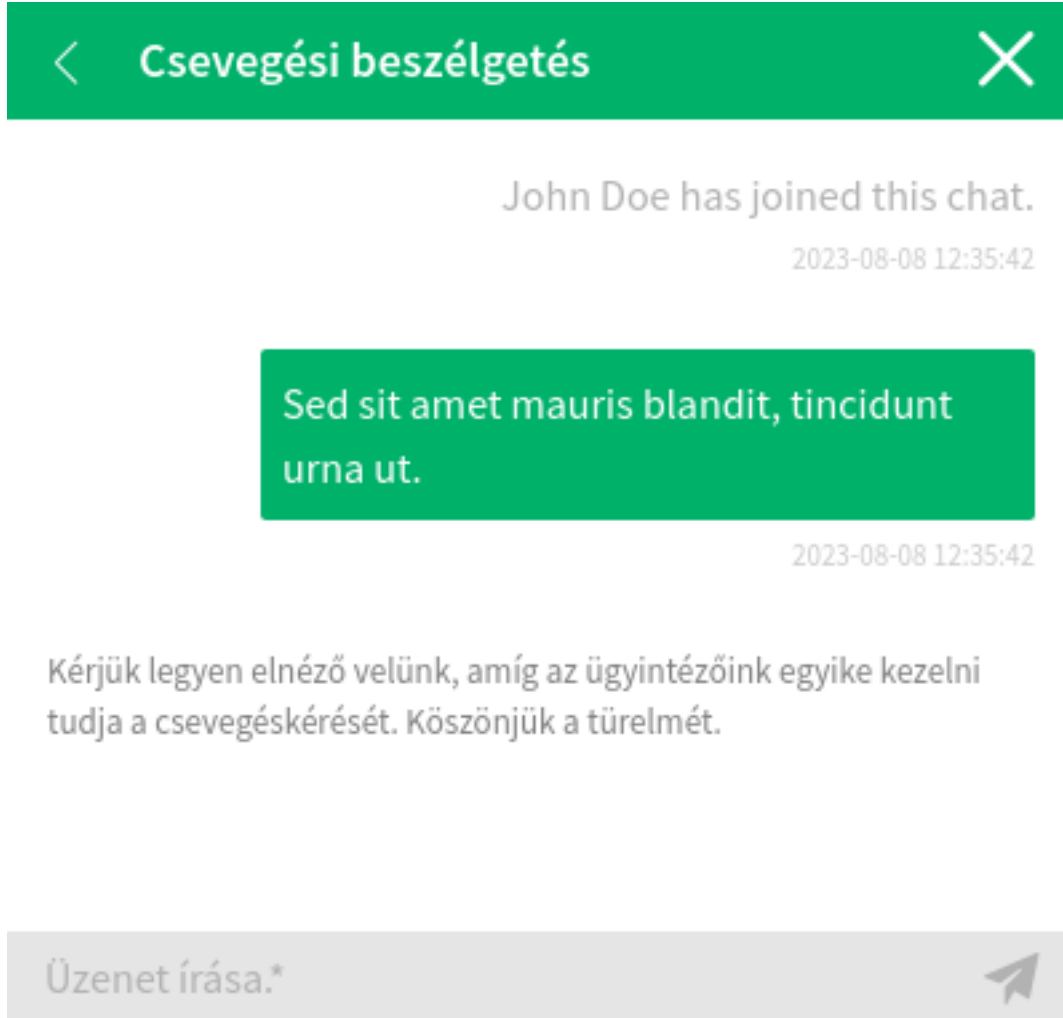 Csevegési beszélgetés
John Doe has joined this chat.
2023-08-08 12:35:42
Sed sit amet mauris blandit, tincidunt
urna ut.
2023-08-08 12:35:42
Kérjük legyen elnéző velünk, amíg az ügyintézőink egyike kezelni
tudja a csevegéskérését. Köszönjük a türelmét.
Üzenet írása.*